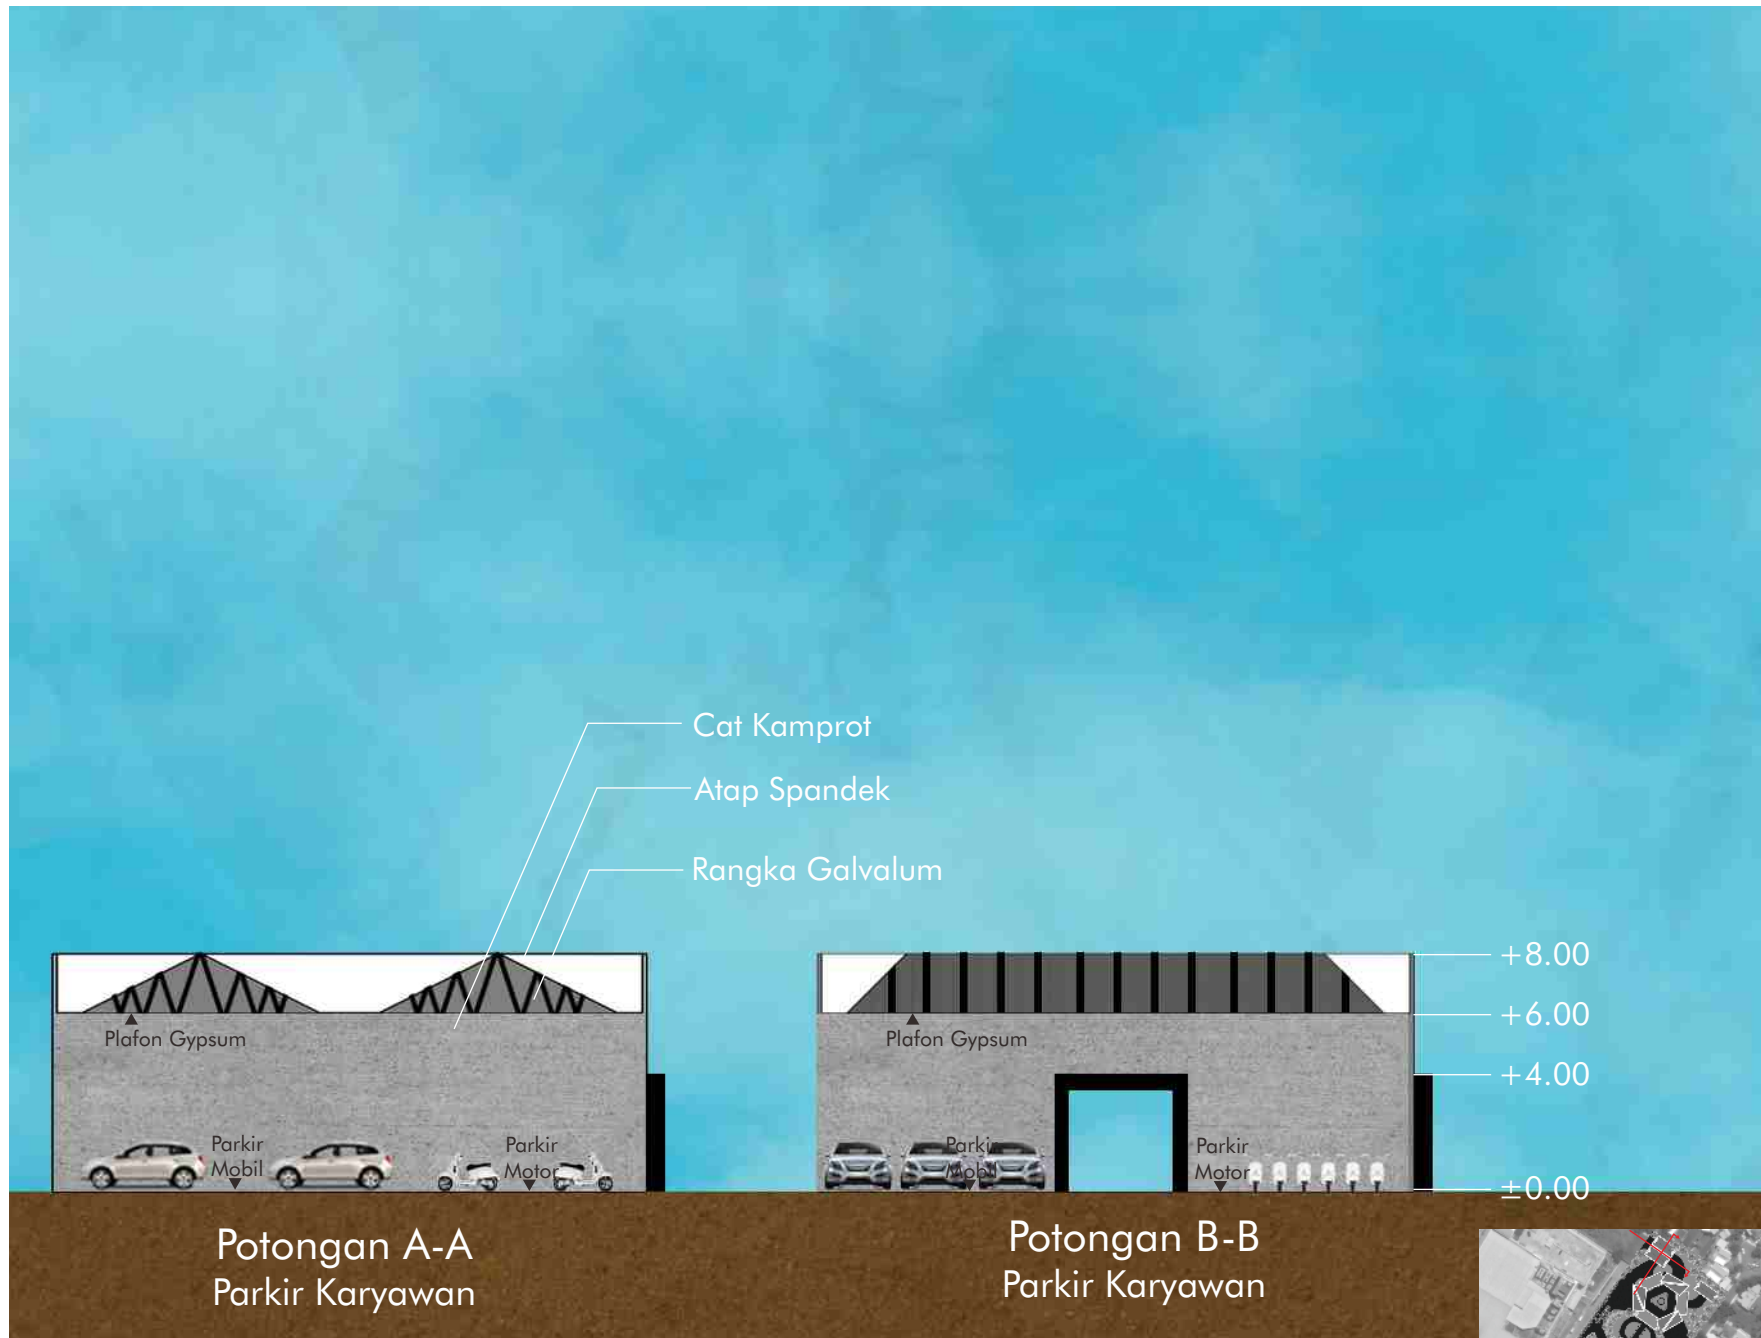 Cat Kamprot
Atap Spandek
Rangka Galvalum
+8.00
+6.00
+4.00
±0.00
Plafon Gypsum
Parkir
Mobil
Parkir
Motor
Plafon Gypsum
Parkir
Mobil
Parkir
Motor
Potongan A-A
Parkir Karyawan
Potongan B-B
Parkir Karyawan